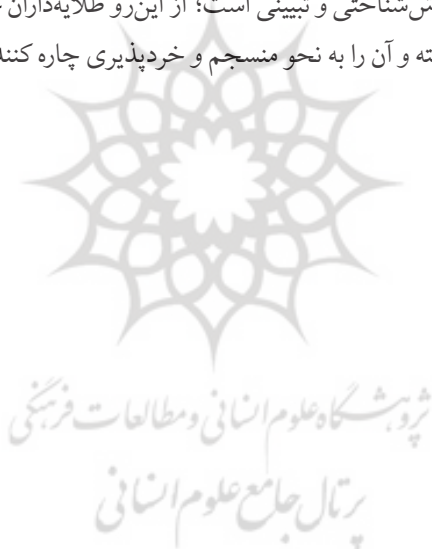 ش‌شناختی و تبیینی است؛ از این‌رو طلایه‌داران
ته و آن را به نحو منسجم و خردپذیری چاره کنند
پژوهشگاه علوم انسانی و مطالعات فرهنگی
پرتال جامع علوم انسانی